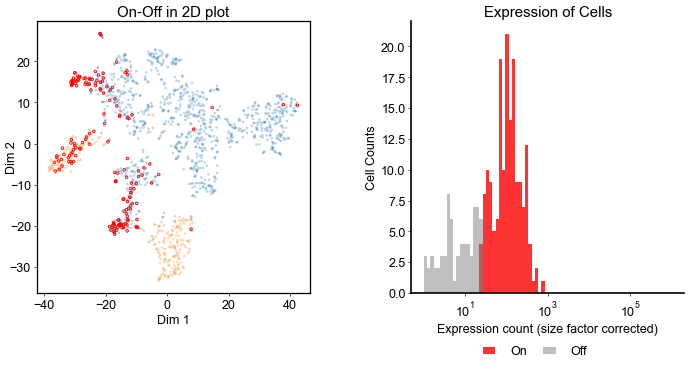 On-Off in 2D plot
20
10
0
−10
−20
−30
Dim 2
−40
−20
0
20
40
Dim 1
Expression of Cells
20.0
17.5
15.0
12.5
10.0
7.5
5.0
2.5
0.0
Cell Counts
10¹
10³
10⁵
Expression count (size factor corrected)
On
Off